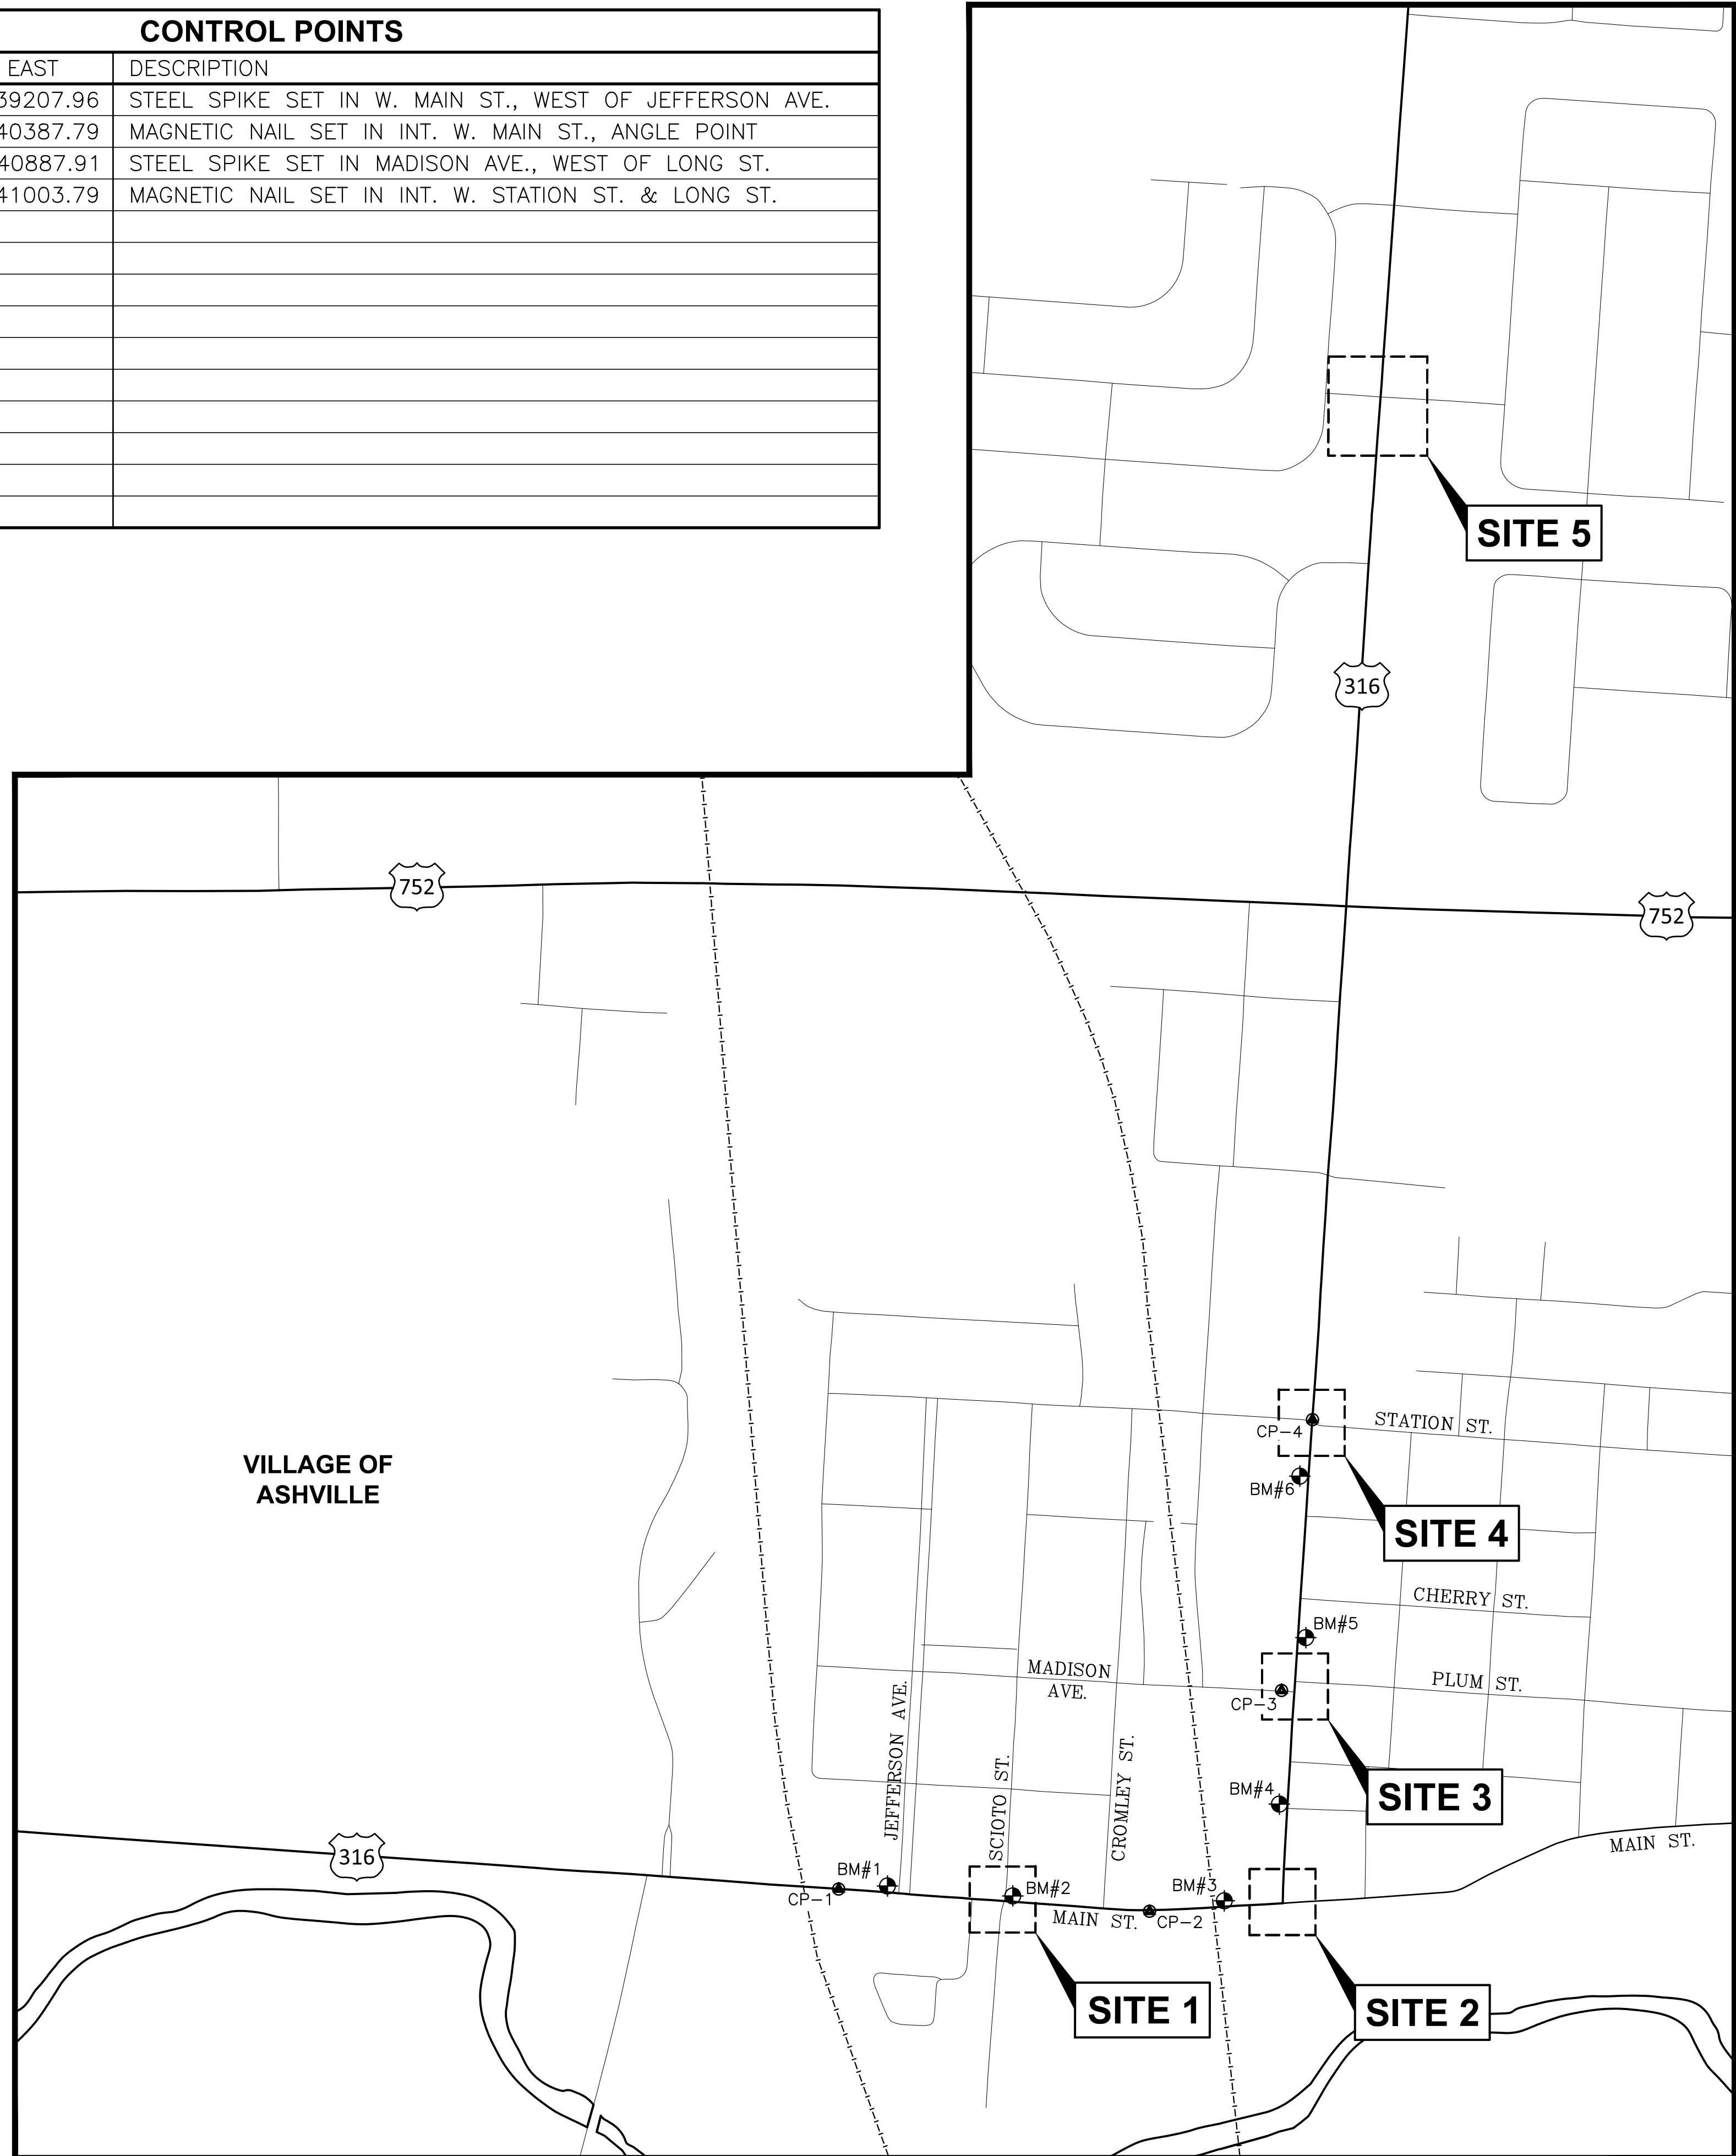 CONTROL POINTS
EAST DESCRIPTION
39207.96 STEEL SPIKE SET IN W. MAIN ST., WEST OF JEFFERSON AVE.
40387.79 MAGNETIC NAIL SET IN INT. W. MAIN ST., ANGLE POINT
40887.91 STEEL SPIKE SET IN MADISON AVE., WEST OF LONG ST.
41003.79 MAGNETIC NAIL SET IN INT. W. STATION ST. & LONG ST.
SITE 5
316
752
752
STATION ST.
CP-4
VILLAGE OF
ASHVILLE
BM#6
SITE 4
CHERRY ST.
BM#5
MADISON
AVE.
PLUM ST.
CP-3
JEFFERSON AVE.
SCIOTO ST.
CROMLEY ST.
BM#4
SITE 3
MAIN ST.
316
BM#1
CP-1
BM#2
BM#3
MAIN ST.
CP-2
SITE 1
SITE 2